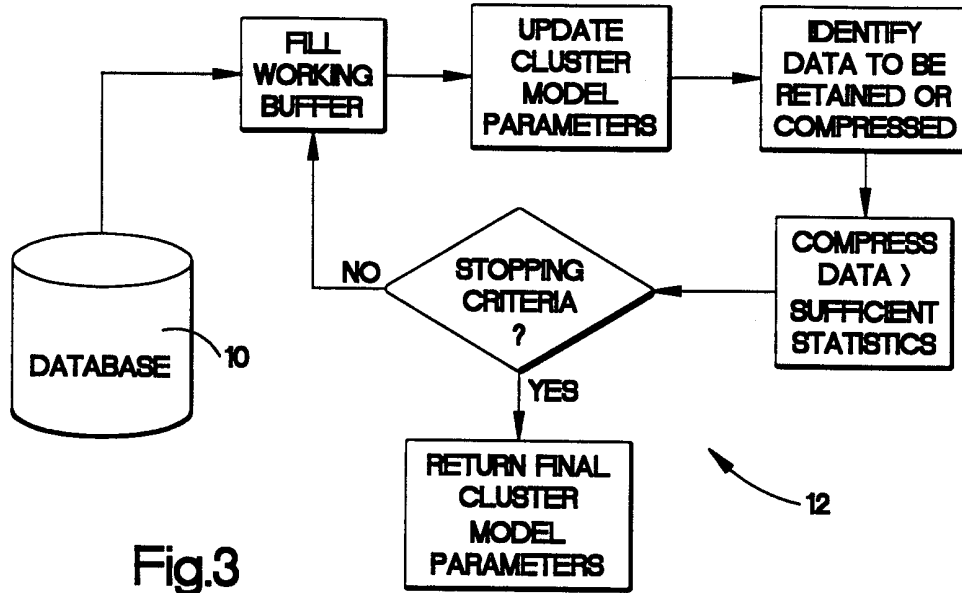 FILL
WORKING
BUFFER
UPDATE
CLUSTER
MODEL
PARAMETERS
IDENTIFY
DATA TO BE
RETAINED OR
COMPRESSED
COMPRESS
DATA >
SUFFICIENT
STATISTICS
STOPPING
CRITERIA
?
NO
YES
DATABASE
10
RETURN FINAL
CLUSTER
MODEL
PARAMETERS
12
Fig.3